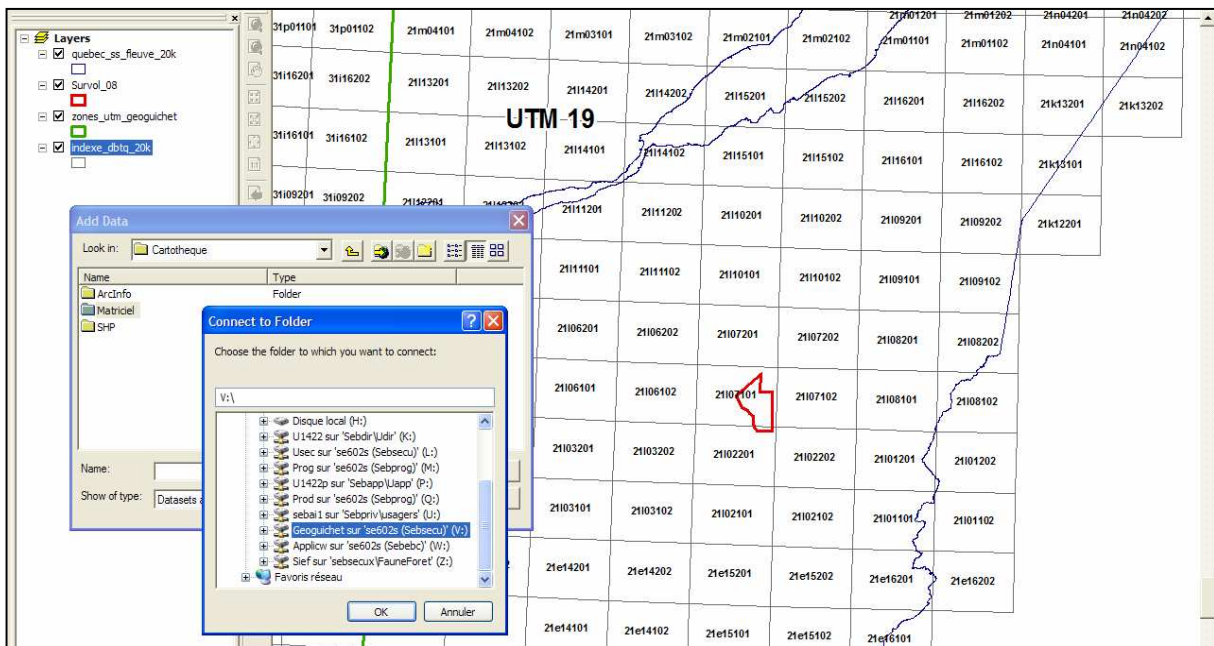 Layers
quebec_ss_fleuve_20k
Survol_08
zones_utm_geoguichet
indexe_dbtq_20k
21m01201 21m01202 21n04201 21n04202
31p01101 31p01102 21m04101 21m04102 21m03101 21m03102 21m02101 21m02102 21m01101 21m01102 21n04101 21n04102
31i16201 31i16202 21l13201 21l13202 21l14201 21l14202 21l15201 21l15202 21l16201 21l16202 21k13201 21k13202
UTM 19
31i16101 31i16102 21l13101 21l13102 21l14101 21l14102 21l15101 21l15102 21l16101 21l16102 21k13101
31i09201 31i09202 21l11201 21l11202 21l10201 21l10202 21l09201 21l09202 21k12201
21l11101 21l11102 21l10101 21l10102 21l09101 21l09102
21l06201 21l06202 21l07201 21l07202 21l08201 21l08202
21l06101 21l06102 21l07101 21l07102 21l08101 21l08102
21l03201 21l03202 21l02201 21l02202 21l01201 21l01202
21l03101 21l03102 21l02101 21l02102 21l01101 21l01102
21e14201 21e14202 21e15201 21e15202 21e16201 21e16202
21e14101 21e14102 21e15101 21e15102 21e16101
Add Data
Look in: Cartotheque
Name Type
ArcInfo Folder
Matriciel
SHP
Name:
Show of type: Datasets
Connect to Folder
Choose the folder to which you want to connect:
V:\
Disque local (H:)
U1422 sur 'Sebdir\Udir' (K:)
Usec sur 'se602s (Sebsecu)' (L:)
Prog sur 'se602s (Sebprog)' (M:)
U1422p sur 'Sebapp\Uapp' (P:)
Prod sur 'se602s (Sebprog)' (Q:)
sebai1 sur 'Sebpriv\usagers' (U:)
Geoguichet sur 'se602s (Sebsecu)' (V:)
Applicw sur 'se602s (Sebebc)' (W:)
Sief sur 'sebsecux\FauneForet' (Z:)
Favoris réseau
OK Annuler